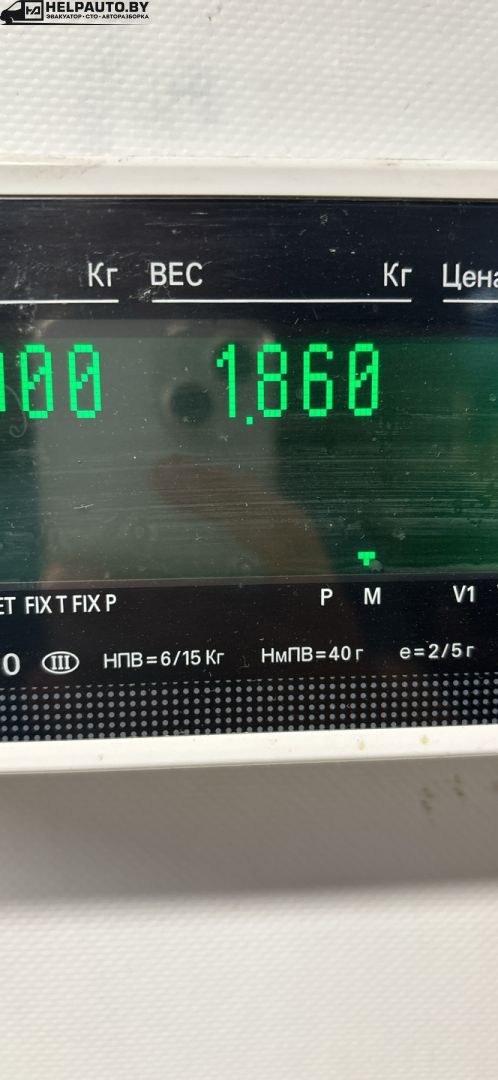 HELPAUTO.BY
ЭВАКУАТОР•СТО•АВТОРАЗБОРКА
Кг ВЕС Кг Цена
00 1.860
ET FIX T FIX P P M V1
0 III НПВ=6/15 Кг НмПВ=40 г e=2/5 г